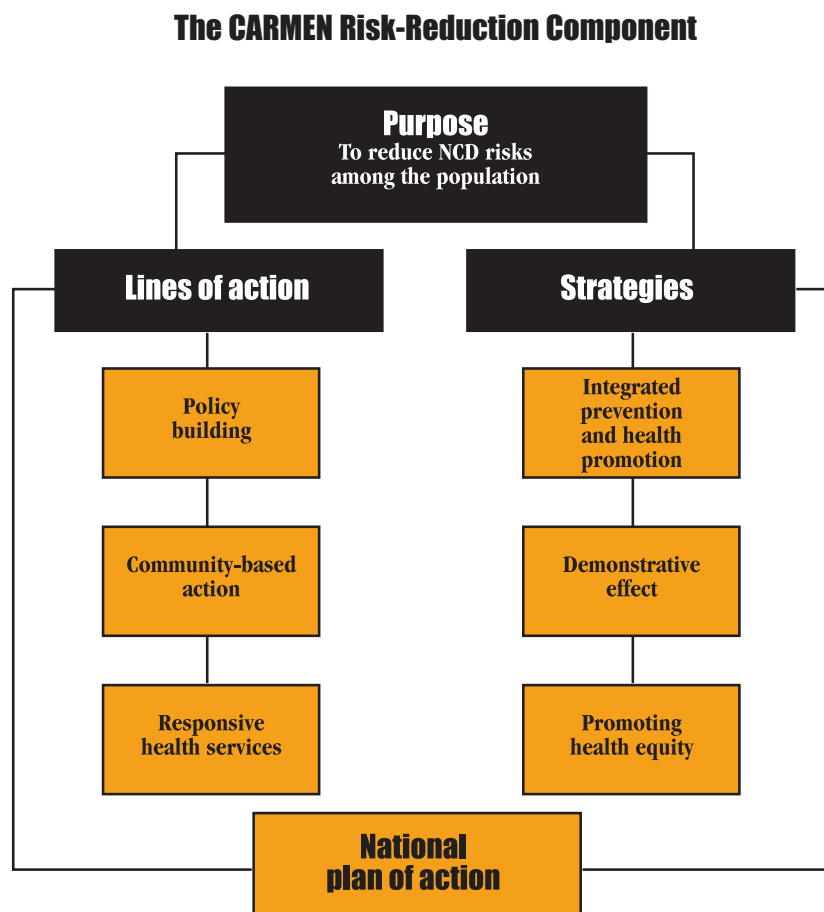 The CARMEN Risk-Reduction Component
Purpose
To reduce NCD risks
among the population
Lines of action
Strategies
Policy
building
Integrated
prevention
and health
promotion
Community-based
action
Demonstrative
effect
Responsive
health services
Promoting
health equity
National
plan of action